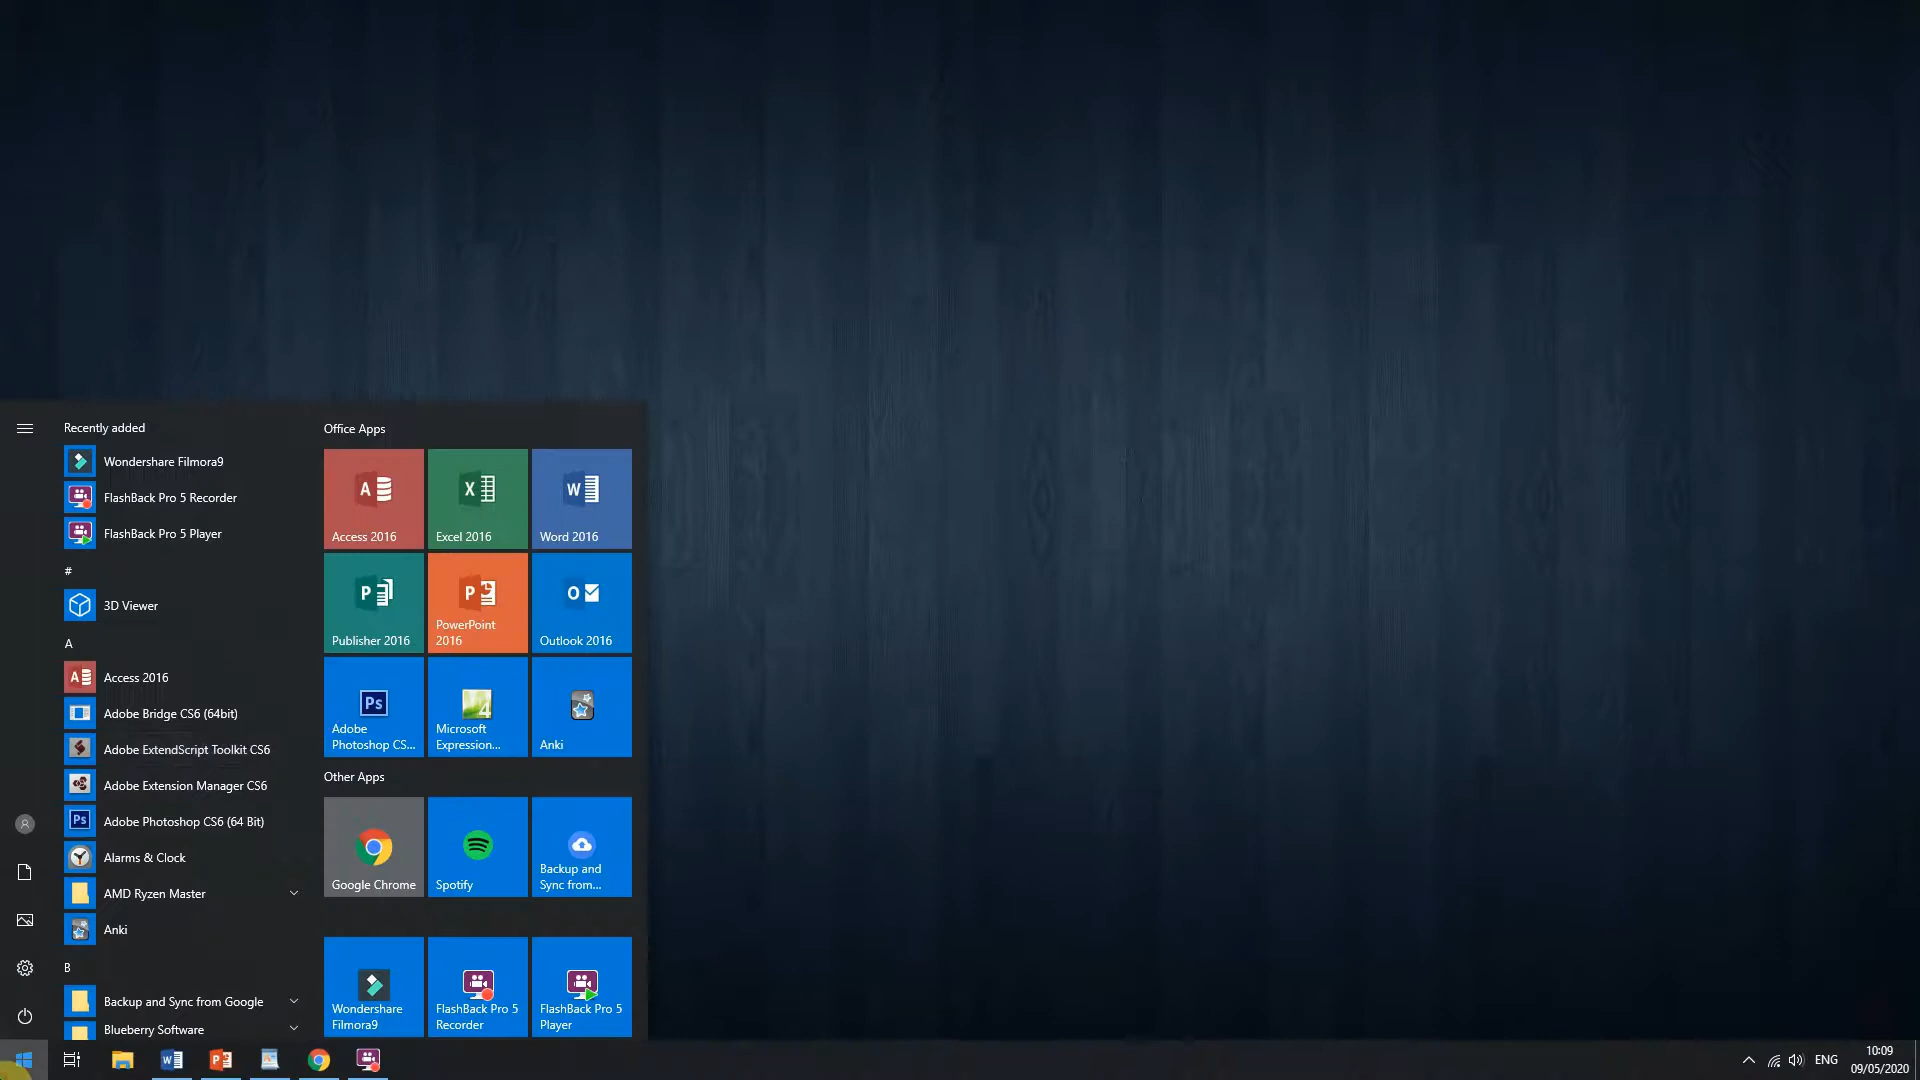 Recently added
Wondershare Filmora9
FlashBack Pro 5 Recorder
FlashBack Pro 5 Player
#
3D Viewer
A
Access 2016
Adobe Bridge CS6 (64bit)
Adobe ExtendScript Toolkit CS6
Adobe Extension Manager CS6
Adobe Photoshop CS6 (64 Bit)
Alarms & Clock
AMD Ryzen Master
Anki
B
Backup and Sync from Google
Blueberry Software
Office Apps
Access 2016
Excel 2016
Word 2016
Publisher 2016
PowerPoint
2016
Outlook 2016
Adobe
Photoshop CS...
Microsoft
Expression...
Anki
Other Apps
Google Chrome
Spotify
Backup and
Sync from...
Wondershare
Filmora9
FlashBack Pro 5
Recorder
FlashBack Pro 5
Player
ENG
10:09
09/05/2020